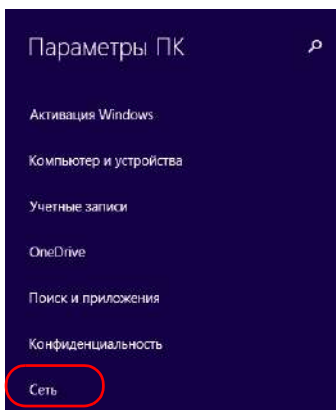 Параметры ПК
Активация Windows
Компьютер и устройства
Учетные записи
OneDrive
Поиск и приложения
Конфиденциальность
Сеть